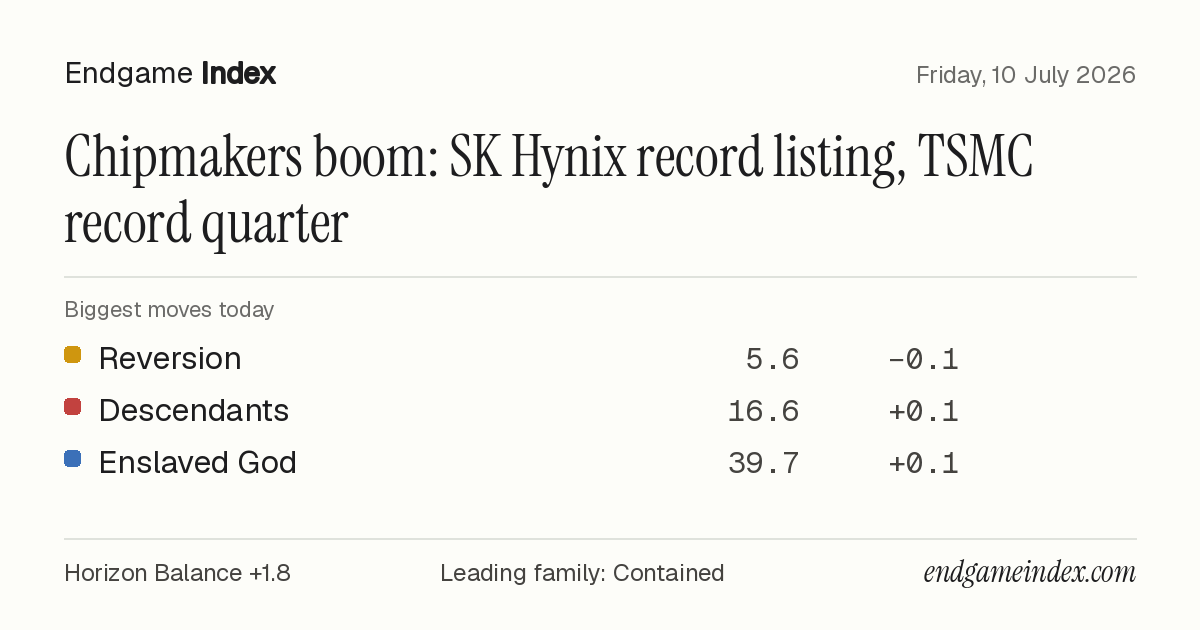 Endgame Index
Friday, 10 July 2026
Chipmakers boom: SK Hynix record listing, TSMC
record quarter
Biggest moves today
Reversion 5.6 −0.1
Descendants 16.6 +0.1
Enslaved God 39.7 +0.1
Horizon Balance +1.8
Leading family: Contained
endgameindex.com